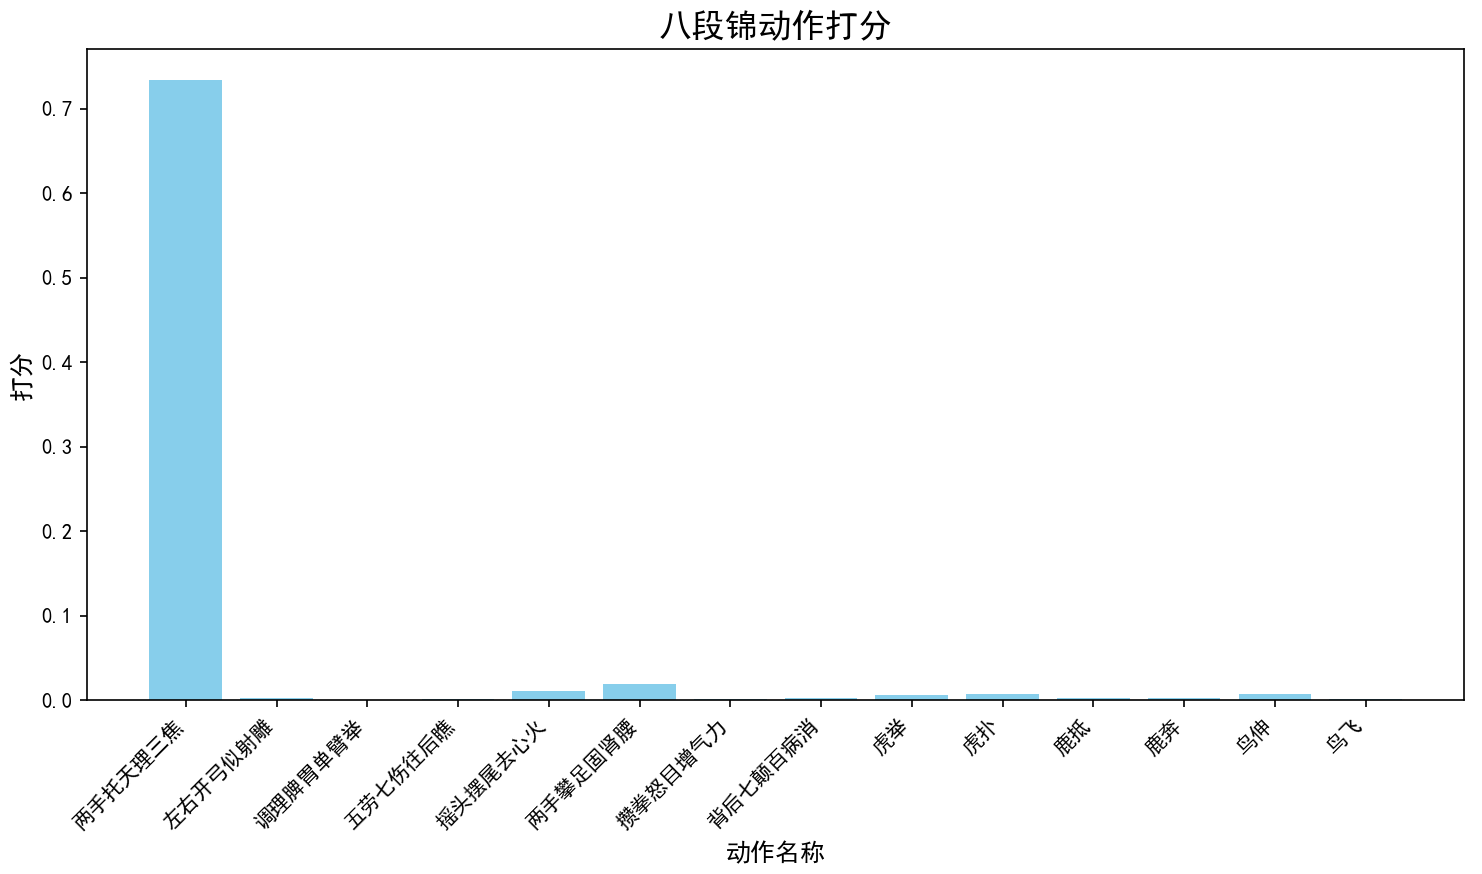 八段锦动作打分
打分
0.7
0.6
0.5
0.4
0.3
0.2
0.1
0.0
两手托天理三焦
左右开弓似射雕
调理脾胃单臂举
五劳七伤往后瞧
摇头摆尾去心火
两手攀足固肾腰
攒拳怒目增气力
背后七颠百病消
虎举
虎扑
鹿抵
鹿奔
鸟伸
鸟飞
动作名称